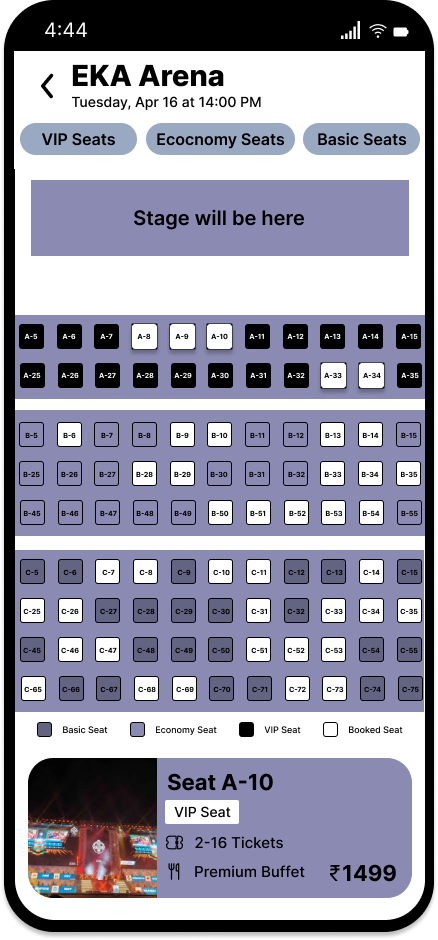 4:44
EKA Arena
Tuesday, Apr 16 at 14:00 PM
VIP Seats Ecocnomy Seats Basic Seats
Stage will be here
A-5 A-6 A-7 A-8 A-9 A-10 A-11 A-12 A-13 A-14 A-15
A-25 A-26 A-27 A-28 A-29 A-30 A-31 A-32 A-33 A-34 A-35
B-5 B-6 B-7 B-8 B-9 B-10 B-11 B-12 B-13 B-14 B-15
B-25 B-26 B-27 B-28 B-29 B-30 B-31 B-32 B-33 B-34 B-35
B-45 B-46 B-47 B-48 B-49 B-50 B-51 B-52 B-53 B-54 B-55
C-5 C-6 C-7 C-8 C-9 C-10 C-11 C-12 C-13 C-14 C-15
C-25 C-26 C-27 C-28 C-29 C-30 C-31 C-32 C-33 C-34 C-35
C-45 C-46 C-47 C-48 C-49 C-50 C-51 C-52 C-53 C-54 C-55
C-65 C-66 C-67 C-68 C-69 C-70 C-71 C-72 C-73 C-74 C-75
Basic Seat Economy Seat VIP Seat Booked Seat
Seat A-10
VIP Seat
2-16 Tickets
Premium Buffet ₹1499